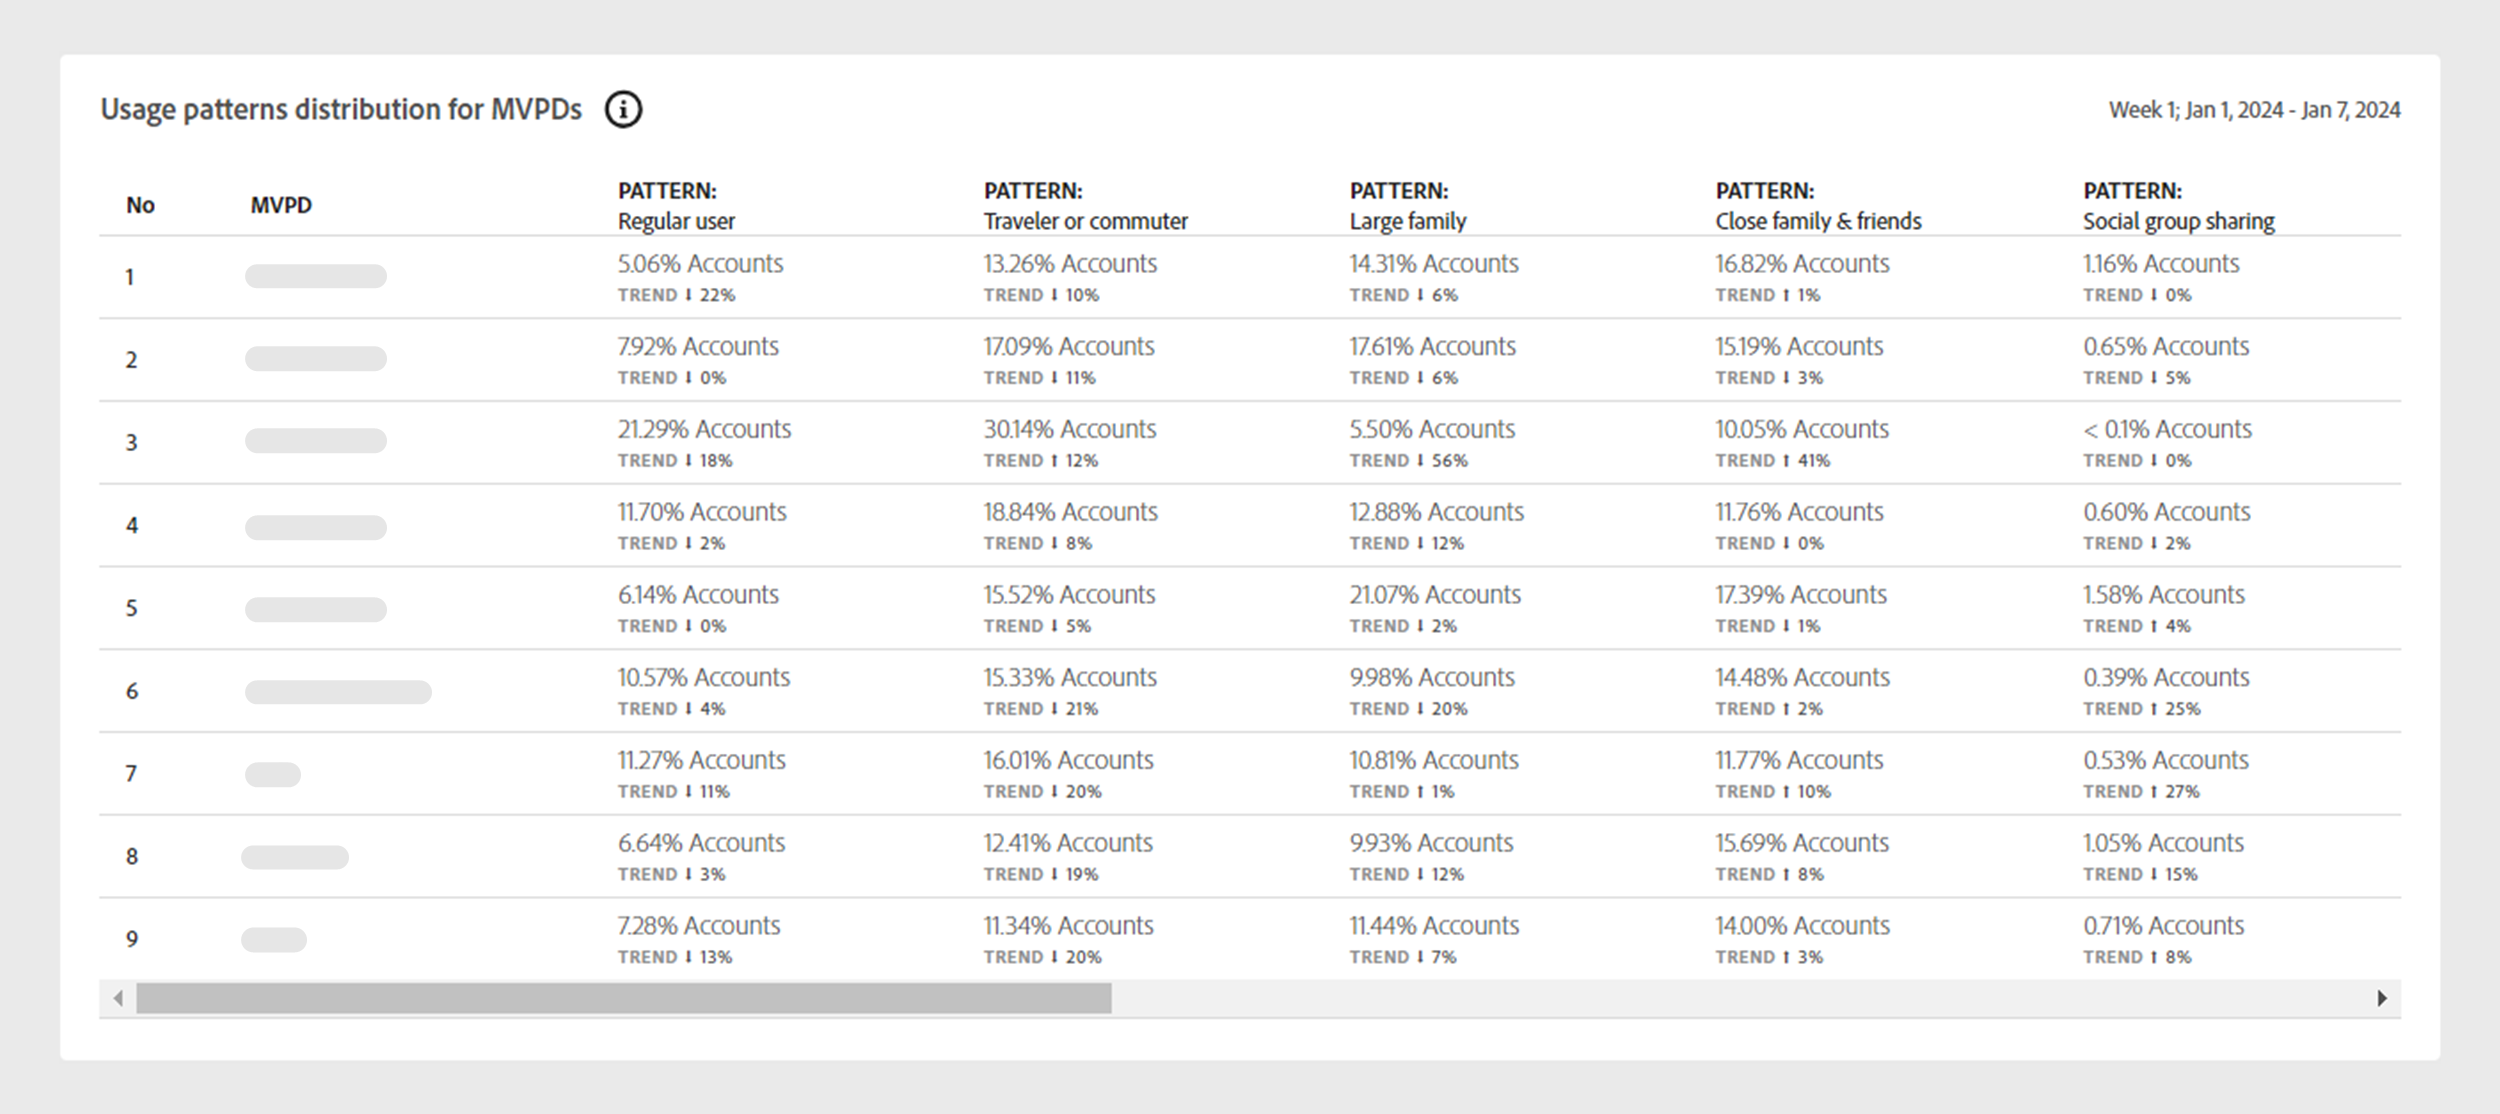 Usage patterns distribution for MVPDs
Week 1; Jan 1, 2024 - Jan 7, 2024
No MVPD PATTERN: PATTERN: PATTERN: PATTERN: PATTERN:
Regular user Traveler or commuter Large family Close family & friends Social group sharing
1 5.06% Accounts 13.26% Accounts 14.31% Accounts 16.82% Accounts 1.16% Accounts
TREND ⬇ 22% TREND ⬇ 10% TREND ⬇ 6% TREND ⬆ 1% TREND ⬇ 0%
2 7.92% Accounts 17.09% Accounts 17.61% Accounts 15.19% Accounts 0.65% Accounts
TREND ⬇ 0% TREND ⬇ 11% TREND ⬇ 6% TREND ⬇ 3% TREND ⬇ 5%
3 21.29% Accounts 30.14% Accounts 5.50% Accounts 10.05% Accounts < 0.1% Accounts
TREND ⬇ 18% TREND ⬆ 12% TREND ⬇ 56% TREND ⬆ 41% TREND ⬇ 0%
4 11.70% Accounts 18.84% Accounts 12.88% Accounts 11.76% Accounts 0.60% Accounts
TREND ⬇ 2% TREND ⬇ 8% TREND ⬇ 12% TREND ⬇ 0% TREND ⬇ 2%
5 6.14% Accounts 15.52% Accounts 21.07% Accounts 17.39% Accounts 1.58% Accounts
TREND ⬇ 0% TREND ⬇ 5% TREND ⬇ 2% TREND ⬇ 1% TREND ⬆ 4%
6 10.57% Accounts 15.33% Accounts 9.98% Accounts 14.48% Accounts 0.39% Accounts
TREND ⬇ 4% TREND ⬇ 21% TREND ⬇ 20% TREND ⬆ 2% TREND ⬆ 25%
7 11.27% Accounts 16.01% Accounts 10.81% Accounts 11.77% Accounts 0.53% Accounts
TREND ⬇ 11% TREND ⬇ 20% TREND ⬆ 1% TREND ⬆ 10% TREND ⬆ 27%
8 6.64% Accounts 12.41% Accounts 9.93% Accounts 15.69% Accounts 1.05% Accounts
TREND ⬇ 3% TREND ⬇ 19% TREND ⬇ 12% TREND ⬆ 8% TREND ⬇ 15%
9 7.28% Accounts 11.34% Accounts 11.44% Accounts 14.00% Accounts 0.71% Accounts
TREND ⬇ 13% TREND ⬇ 20% TREND ⬇ 7% TREND ⬆ 3% TREND ⬆ 8%